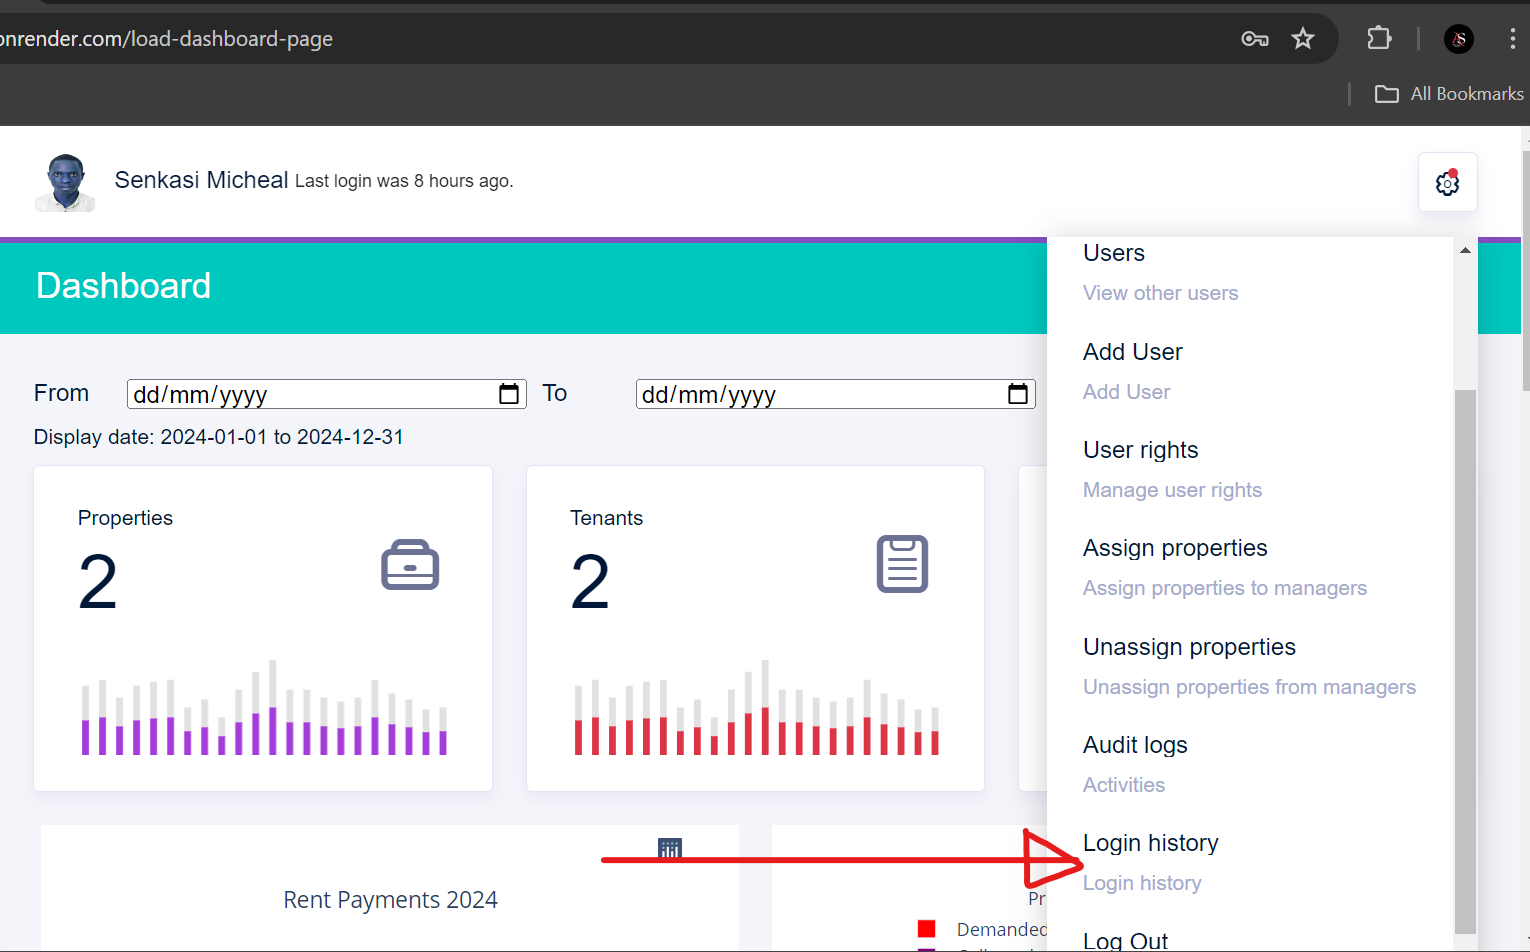 onrender.com/load-dashboard-page
All Bookmarks
Senkasi Micheal Last login was 8 hours ago.
Dashboard
From dd/mm/yyyy To dd/mm/yyyy
Display date: 2024-01-01 to 2024-12-31
Properties
2
Tenants
2
Rent Payments 2024
Pr
Demanded
Users
View other users
Add User
Add User
User rights
Manage user rights
Assign properties
Assign properties to managers
Unassign properties
Unassign properties from managers
Audit logs
Activities
Login history
Login history
Log Out